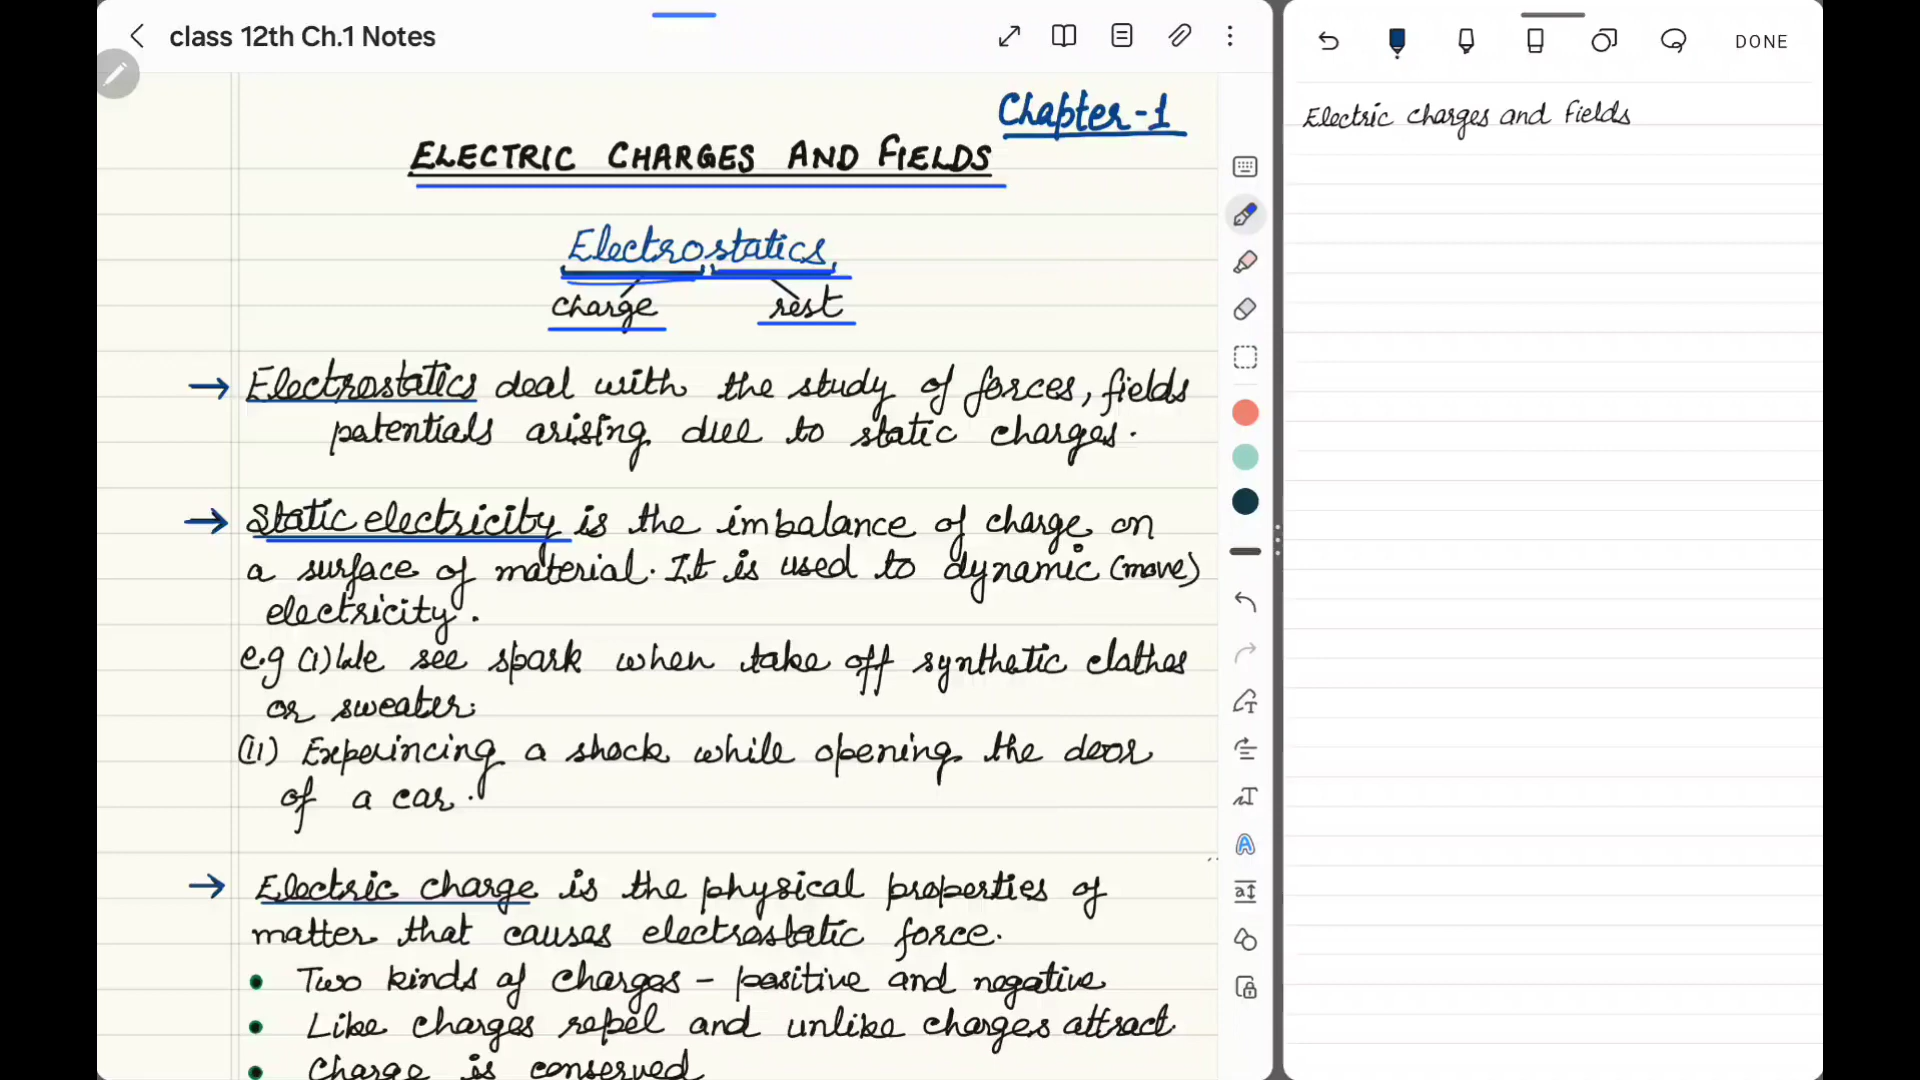 class 12th Ch.1 Notes
Chapter-1
ELECTRIC CHARGES AND FIELDS
Electrostatics
charge rest
→ Electrostatics deal with the study of forces, fields
potentials arising due to static charges.
→ Static electricity is the imbalance of charge on
a surface of material. It is used to dynamic (move)
electricity.
e.g (i) We see spark when take off synthetic clothes
or sweater.
(ii) Experincing a shock while opening the door
of a car.
→ Electric charge is the physical properties of
matter that causes electrostatic force.
• Two kinds of charges - positive and negative
• Like charges repel and unlike charges attract
• Charge is conserved
DONE
Electric charges and fields